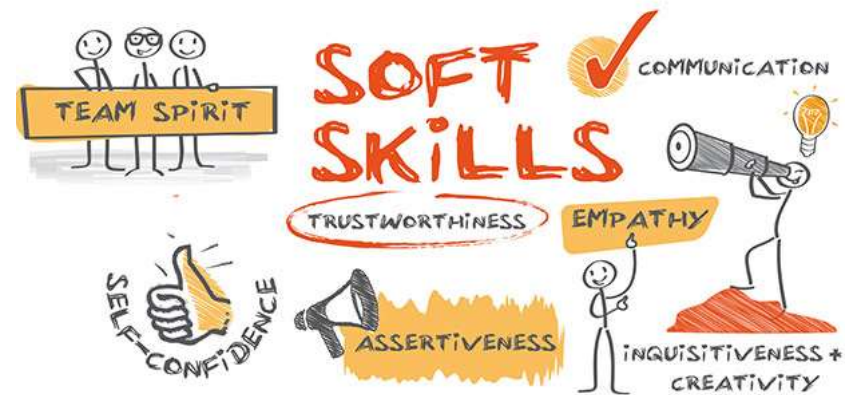 TEAM SPiRiT
SOFT
SKiLLS
COMMUNiCATiON
TRUSTWORTHiNESS
EMPATHY
SELF-CONFiDENCE
ASSERTiVENESS
iNQUiSiTiVENESS +
CREATiViTY